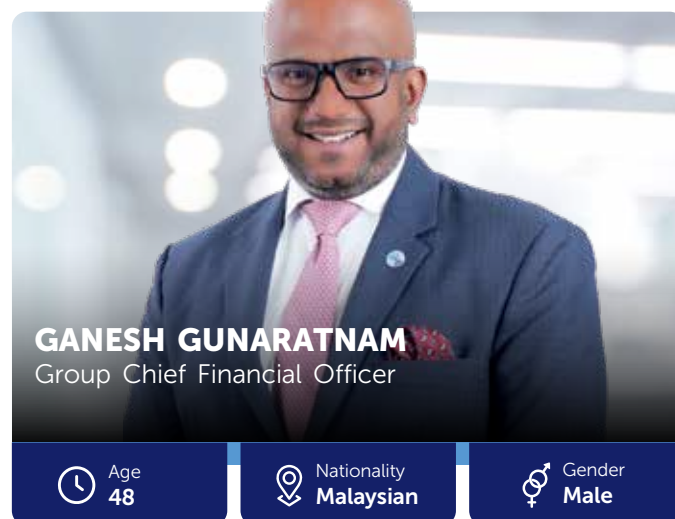 GANESH GUNARATNAM
Group Chief Financial Officer
Age
48
Nationality
Malaysian
Gender
Male